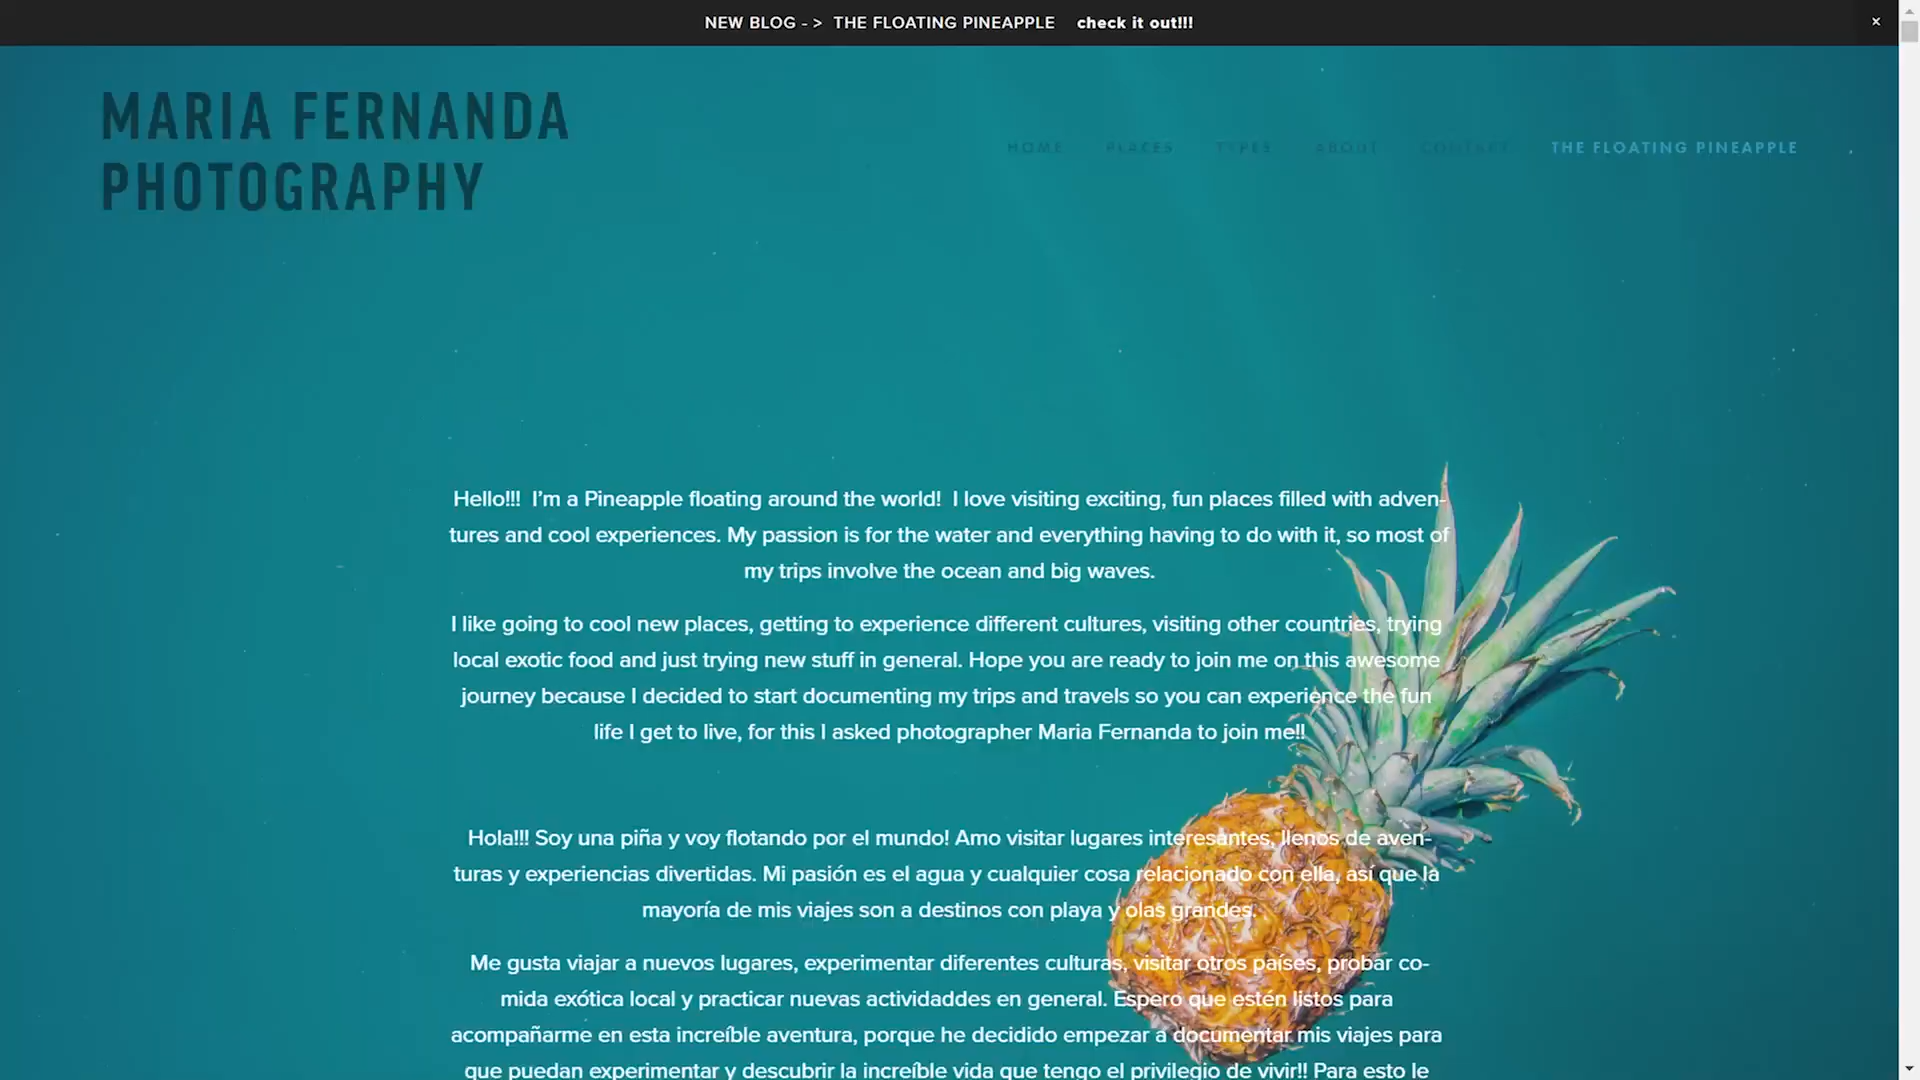 NEW BLOG - > THE FLOATING PINEAPPLE check it out!!!
×
MARIA FERNANDA
PHOTOGRAPHY
HOME PLACES TYPES ABOUT CONTACT THE FLOATING PINEAPPLE
Hello!!! I’m a Pineapple floating around the world! I love visiting exciting, fun places filled with adven-
tures and cool experiences. My passion is for the water and everything having to do with it, so most of
my trips involve the ocean and big waves.
I like going to cool new places, getting to experience different cultures, visiting other countries, trying
local exotic food and just trying new stuff in general. Hope you are ready to join me on this awesome
journey because I decided to start documenting my trips and travels so you can experience the fun
life I get to live, for this I asked photographer Maria Fernanda to join me!!
Hola!!! Soy una piña y voy flotando por el mundo! Amo visitar lugares interesantes, llenos de aven-
turas y experiencias divertidas. Mi pasión es el agua y cualquier cosa relacionado con ella, así que la
mayoría de mis viajes son a destinos con playa y olas grandes.
Me gusta viajar a nuevos lugares, experimentar diferentes culturas, visitar otros países, probar co-
mida exótica local y practicar nuevas actividaddes en general. Espero que estén listos para
acompañarme en esta increíble aventura, porque he decidido empezar a documentar mis viajes para
que puedan experimentar y descubrir la increíble vida que tengo el privilegio de vivir!! Para esto le